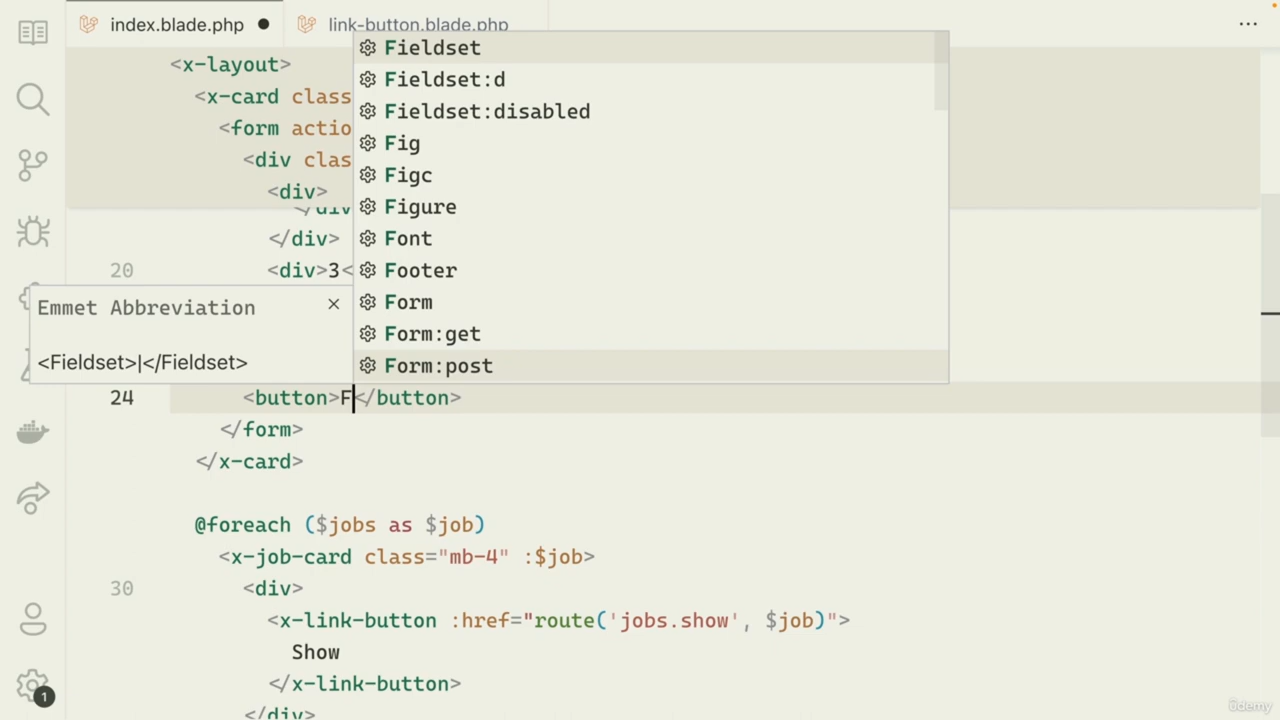 index.blade.php
link-button.blade.php
...
<x-layout>
<x-card class
<form actio
<div clas
<div>
</div
</div>
20 <div>3<
Fieldset
Fieldset:d
Fieldset:disabled
Fig
Figc
Figure
Font
Footer
Form
Form:get
Form:post
Emmet Abbreviation ×
<Fieldset>|</Fieldset>
24 <button>F</button>
</form>
</x-card>
@foreach ($jobs as $job)
<x-job-card class="mb-4" :$job>
30 <div>
<x-link-button :href="route('jobs.show', $job)">
Show
</x-link-button>
</div>
1
ûdemy